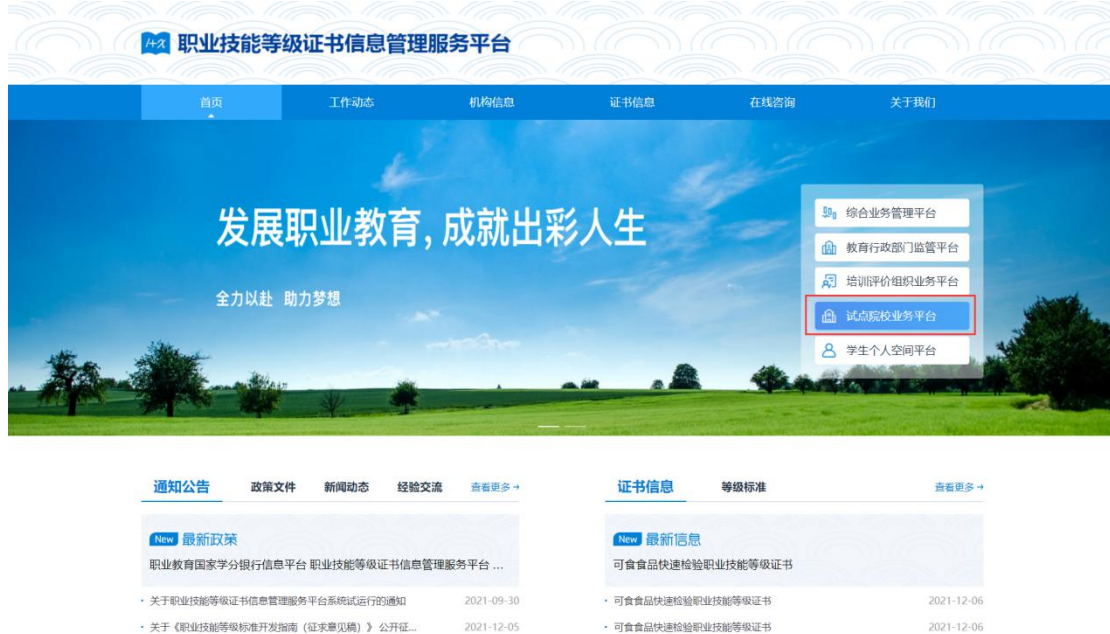 1+X 职业技能等级证书信息管理服务平台
首页 工作动态 机构信息 证书信息 在线咨询 关于我们
发展职业教育,成就出彩人生
全力以赴 助力梦想
综合业务管理平台
教育行政部门监管平台
培训评价组织业务平台
试点院校业务平台
学生个人空间平台
通知公告 政策文件 新闻动态 经验交流 查看更多→
New 最新政策
职业教育国家学分银行信息平台 职业技能等级证书信息管理服务平台 ...
· 关于职业技能等级证书信息管理服务平台系统试运行的通知 2021-09-30
· 关于《职业技能等级标准开发指南（征求意见稿）》公开征... 2021-12-05
证书信息 等级标准 查看更多→
New 最新信息
可食食品快速检验职业技能等级证书
· 可食食品快速检验职业技能等级证书 2021-12-06
· 可食食品快速检验职业技能等级证书 2021-12-06